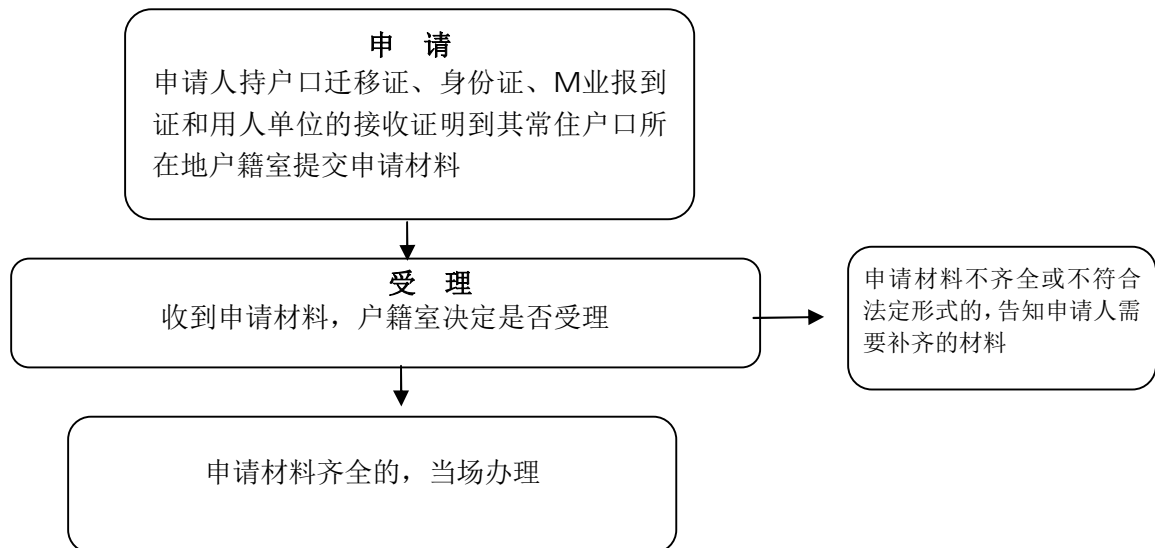 申 请
申请人持户口迁移证、身份证、M业报到
证和用人单位的接收证明到其常住户口所
在地户籍室提交申请材料
受 理
收到申请材料，户籍室决定是否受理
申请材料不齐全或不符合
法定形式的，告知申请人需
要补齐的材料
申请材料齐全的，当场办理